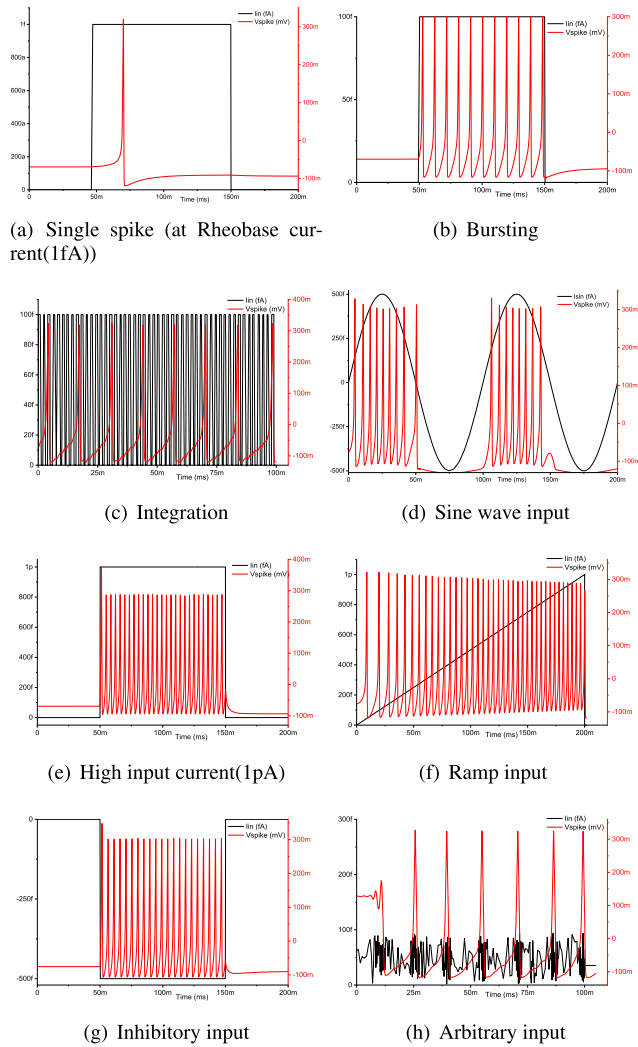 1f
Iin (fA)
Vspike (mV)
300m
800a
200m
600a
100m
400a
0
200a
-100m
0
0
50m
100m
150m
200m
Time (ms)
(a) Single spike (at Rheobase cur-
rent(1fA))
100f
Iin (fA)
Vspike (mV)
300m
200m
50f
100m
0
-100m
0
0
50m
100m
150m
200m
Time (ms)
(b) Bursting
Iin (fA)
Vspike (mV)
400m
100f
300m
80f
200m
60f
100m
40f
0
20f
-100m
0
0
25m
50m
75m
100m
Time (ms)
(c) Integration
500f
Isin (fA)
Vspike (mV)
300m
250f
200m
0
100m
-250f
0
-500f
-100m
0
50m
100m
150m
200m
Time (ms)
(d) Sine wave input
Iin (fA)
Vspike (mV)
400m
1p
300m
800f
600f
200m
400f
100m
200f
0
0
-100m
0
50m
100m
150m
200m
Time (ms)
(e) High input current(1pA)
Iin (fA)
Vspike (mV)
1p
300m
800f
200m
600f
100m
400f
0
200f
-100m
0
0
50m
100m
150m
200m
Time (ms)
(f) Ramp input
0
Iin (fA)
Vspike (mV)
300m
200m
-250f
100m
0
-500f
-100m
0
50m
100m
150m
200m
Time (ms)
(g) Inhibitory input
300f
Iin (fA)
Vspike (mV)
300m
200f
200m
100m
100f
0
-100m
0
0
25m
50m
75m
100m
Time (ms)
(h) Arbitrary input